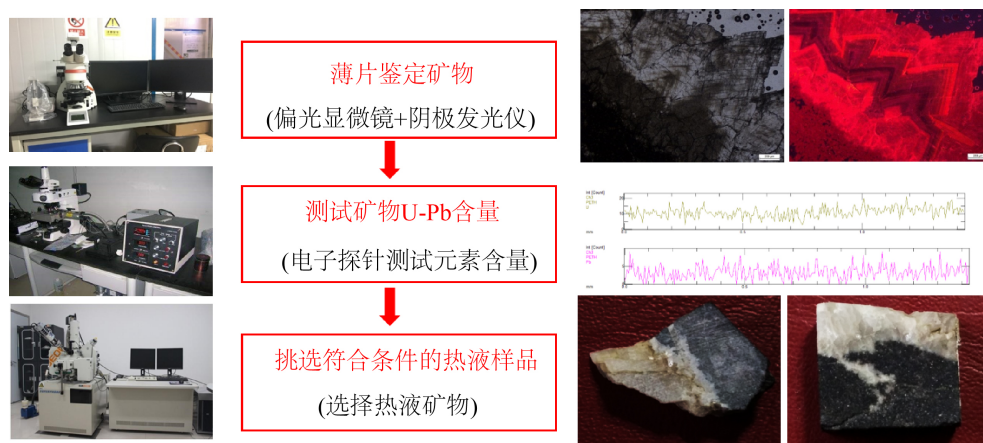 薄片鉴定矿物
(偏光显微镜+阴极发光仪)
测试矿物U-Pb含量
(电子探针测试元素含量)
挑选符合条件的热液样品
(选择热液矿物)